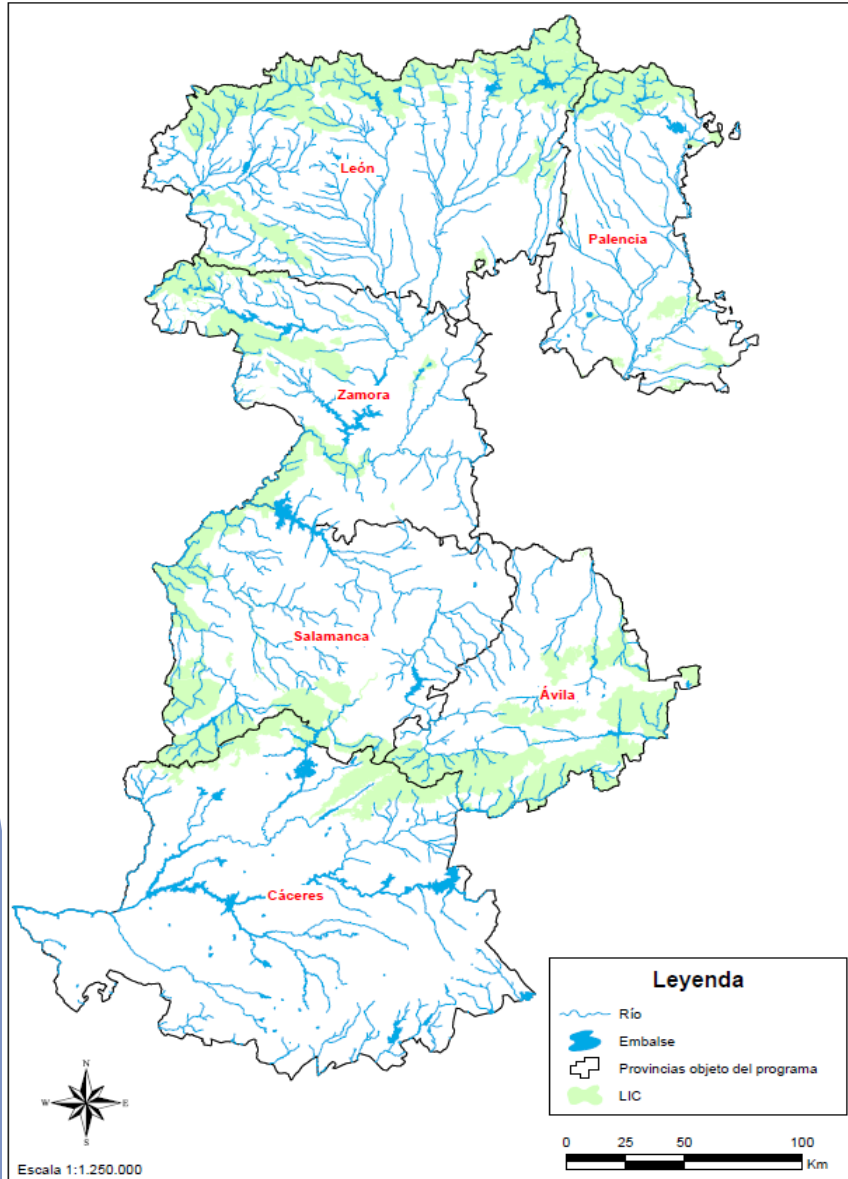 León
Palencia
Zamora
Salamanca
Ávila
Cáceres
Leyenda
Río
Embalse
Provincias objeto del programa
LIC
N
W E
S
0 25 50 100
Km
Escala 1:1.250.000